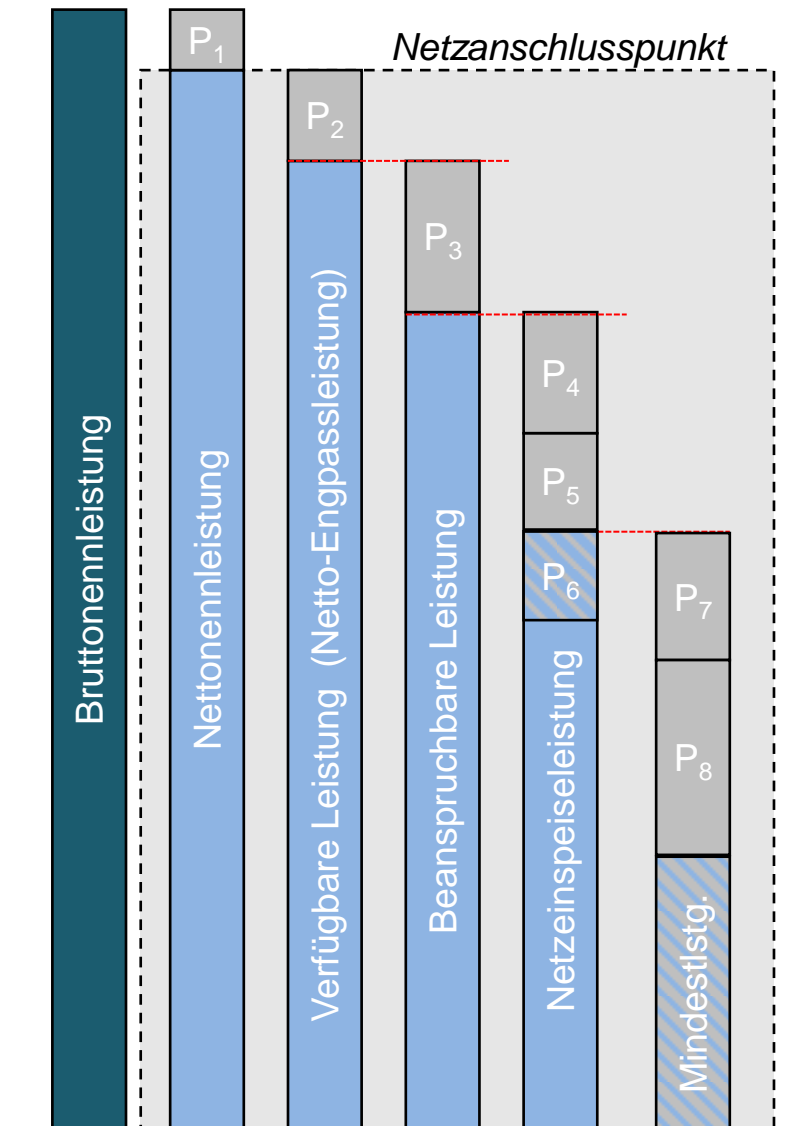 Netzanschlusspunkt
P₁
P₂
P₃
P₄
P₅
P₆
P₇
P₈
Bruttonennleistung
Nettonennleistung
Verfügbare Leistung (Netto-Engpassleistung)
Beanspruchbare Leistung
Netzeinspeiseleistung
Mindestlstg.